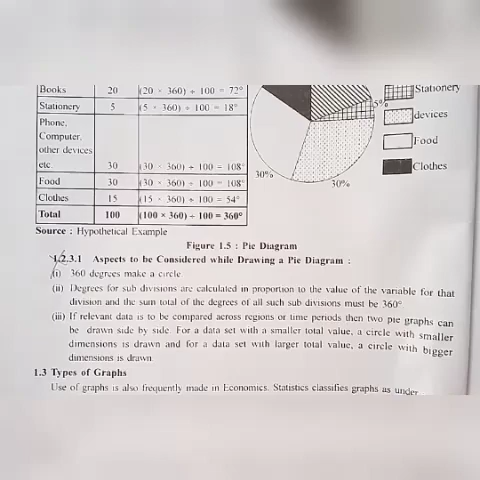 Books 20 (20 × 360) ÷ 100 = 72°
Stationery 5 (5 × 360) ÷ 100 = 18°
Phone,
Computer,
other devices
etc. 30 (30 × 360) ÷ 100 = 108°
Food 30 (30 × 360) ÷ 100 = 108°
Clothes 15 (15 × 360) ÷ 100 = 54°
Total 100 (100 × 360) ÷ 100 = 360°
5%
30%
30%
Stationery
devices
Food
Clothes
Source : Hypothetical Example
Figure 1.5 : Pie Diagram
1.2.3.1 Aspects to be Considered while Drawing a Pie Diagram :
(i) 360 degrees make a circle
(ii) Degrees for sub divisions are calculated in proportion to the value of the variable for that
division and the sum total of the degrees of all such sub divisions must be 360°
(iii) If relevant data is to be compared across regions or time periods then two pie graphs can
be drawn side by side. For a data set with a smaller total value, a circle with smaller
dimensions is drawn and for a data set with larger total value, a circle with bigger
dimensions is drawn
1.3 Types of Graphs
Use of graphs is also frequently made in Economics. Statistics classifies graphs as under